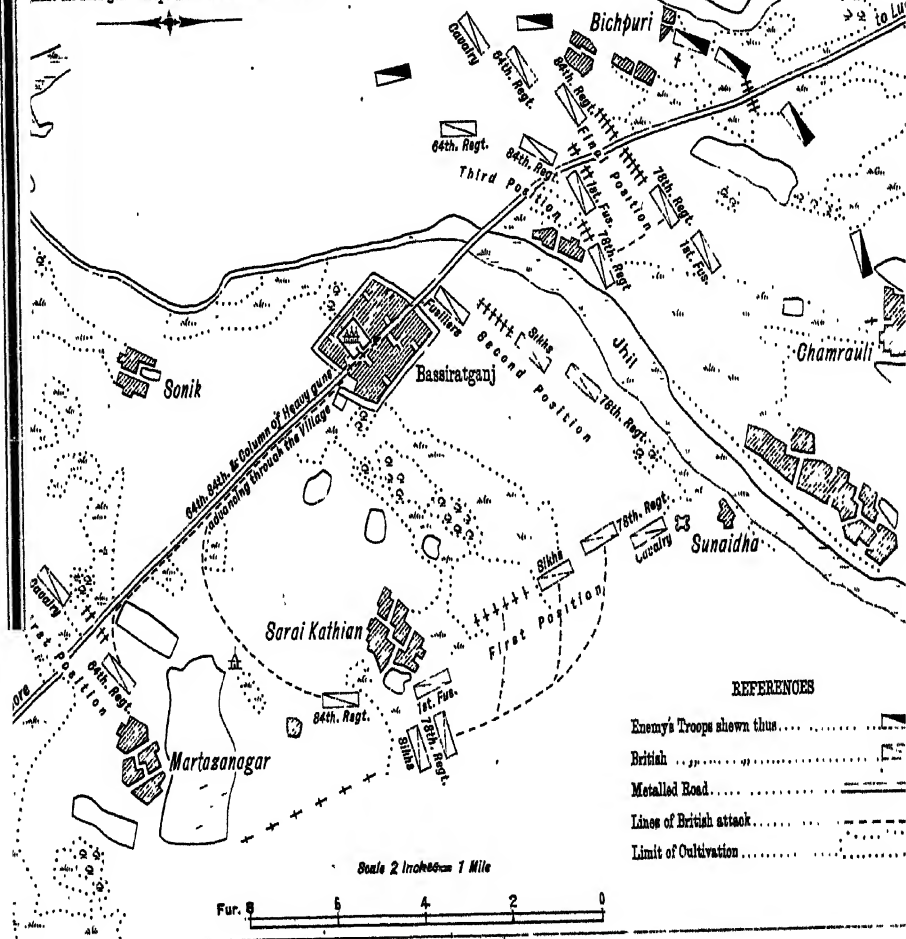 Bichpuri
Cavalry
84th. Regt.
84th. Regt.
64th. Regt.
84th. Regt.
Third Position
Final Position
1st. Fus.
78th. Regt
78th. Regt.
1st. Fus.
Chamrauli
Jhil
Fusiliers
Sikhs
78th. Regt.
Second Position
Bassiratganj
Sonik
64th. 84th. & Column of Heavy guns
advancing through the Village
78th. Regt.
Cavalry
Sunaidha
Sikhs
First Position
Sarai Kathian
Cavalry
rst Position
64th. Regt.
84th. Regt.
1st. Fus.
78th. Regt.
Sikhs
Martazanagar
REFERENCES
Enemy's Troops shewn thus
British ,, ,,
Metalled Road
Lines of British attack
Limit of Cultivation
Scale 2 Inches = 1 Mile
Fur. 8 6 4 2 0